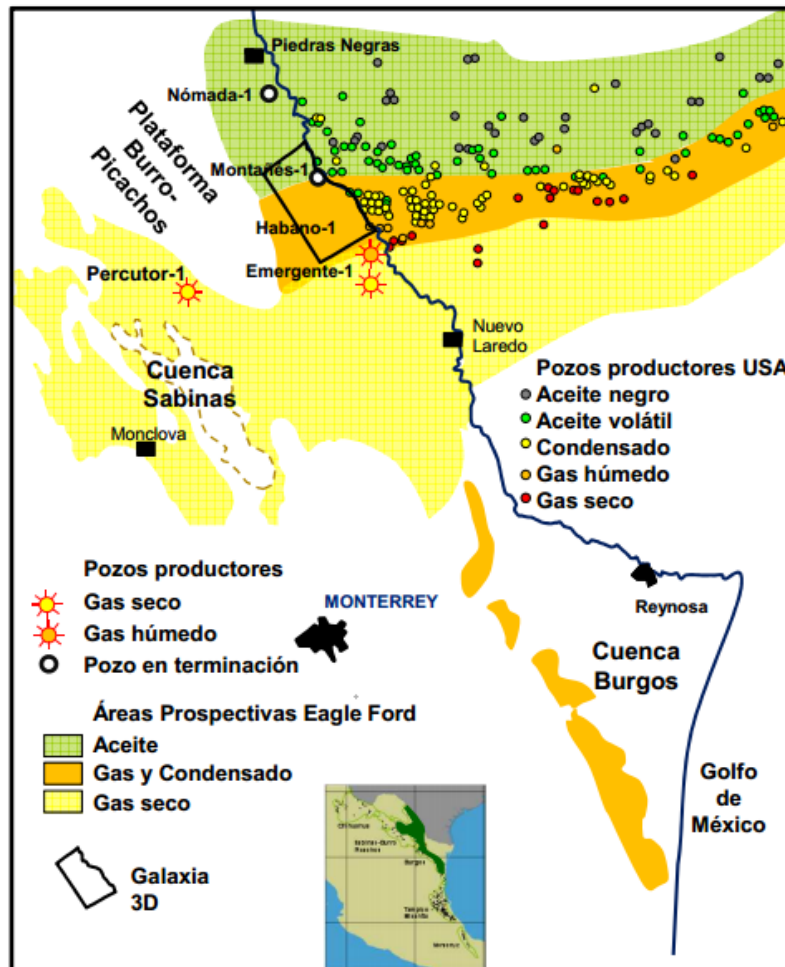 Piedras Negras
Nómada-1
Plataforma
Burro-
Picachos
Montañes-1
Habano-1
Percutor-1
Emergente-1
Nuevo
Laredo
Cuenca
Sabinas
Monclova
Pozos productores USA
Aceite negro
Aceite volátil
Condensado
Gas húmedo
Gas seco
Pozos productores
Gas seco
Gas húmedo
Pozo en terminación
MONTERREY
Reynosa
Cuenca
Burgos
Áreas Prospectivas Eagle Ford
Aceite
Gas y Condensado
Gas seco
Golfo
de
México
Galaxia
3D
Chihuahua
Burgos
Veracruz